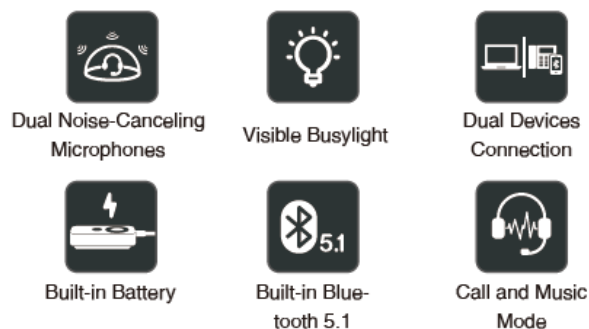 Dual Noise-Canceling
Microphones
Visible Busylight
Dual Devices
Connection
Built-in Battery
5.1
Built-in Blue-
tooth 5.1
Call and Music
Mode